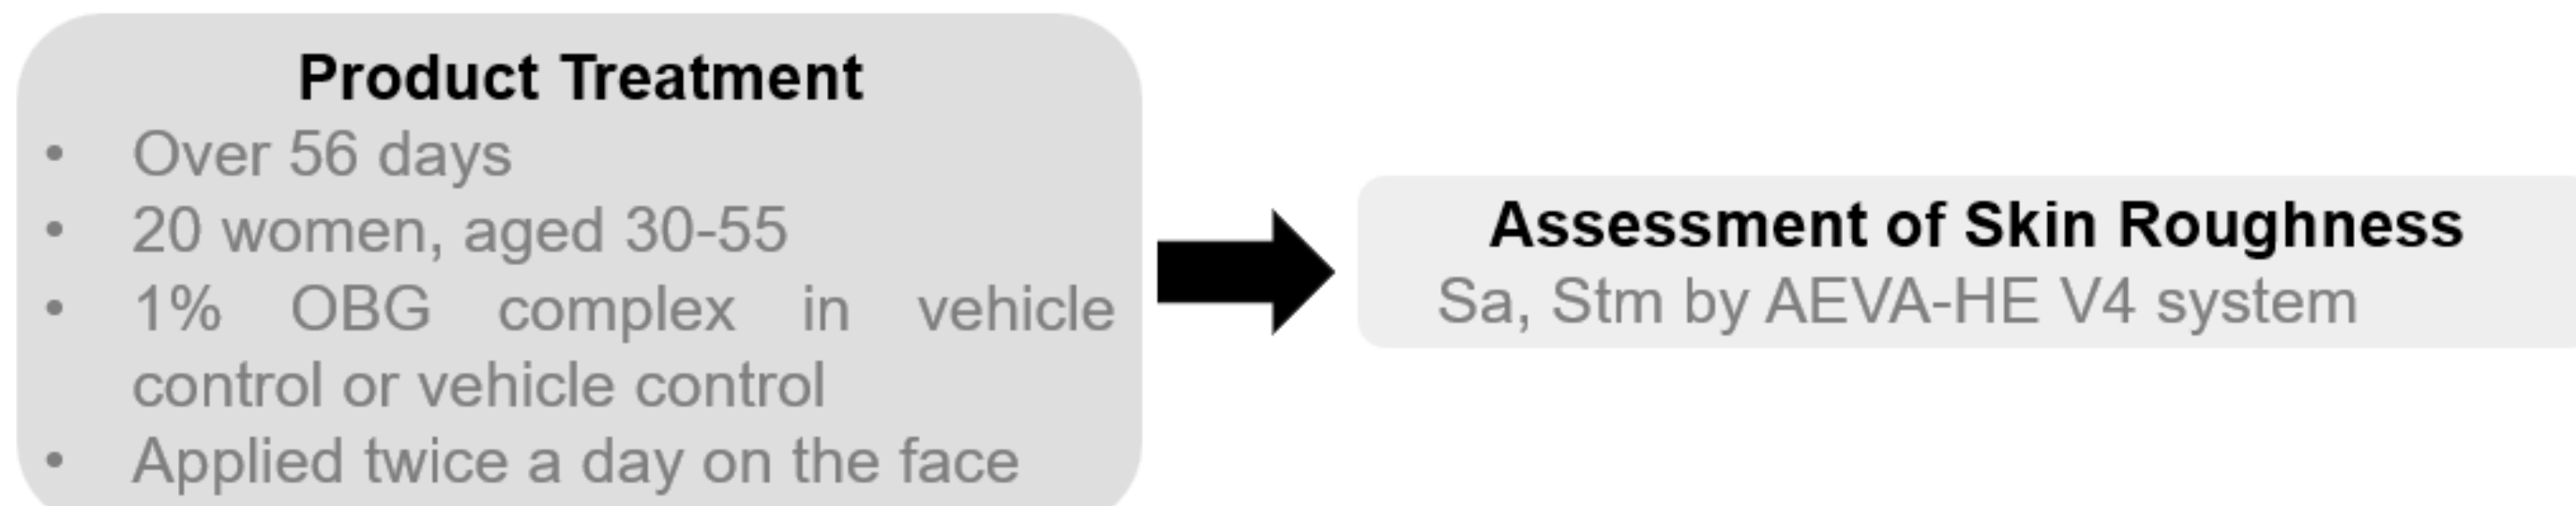 Product Treatment
• Over 56 days
• 20 women, aged 30-55
• 1% OBG complex in vehicle
control or vehicle control
• Applied twice a day on the face
Assessment of Skin Roughness
Sa, Stm by AEVA-HE V4 system